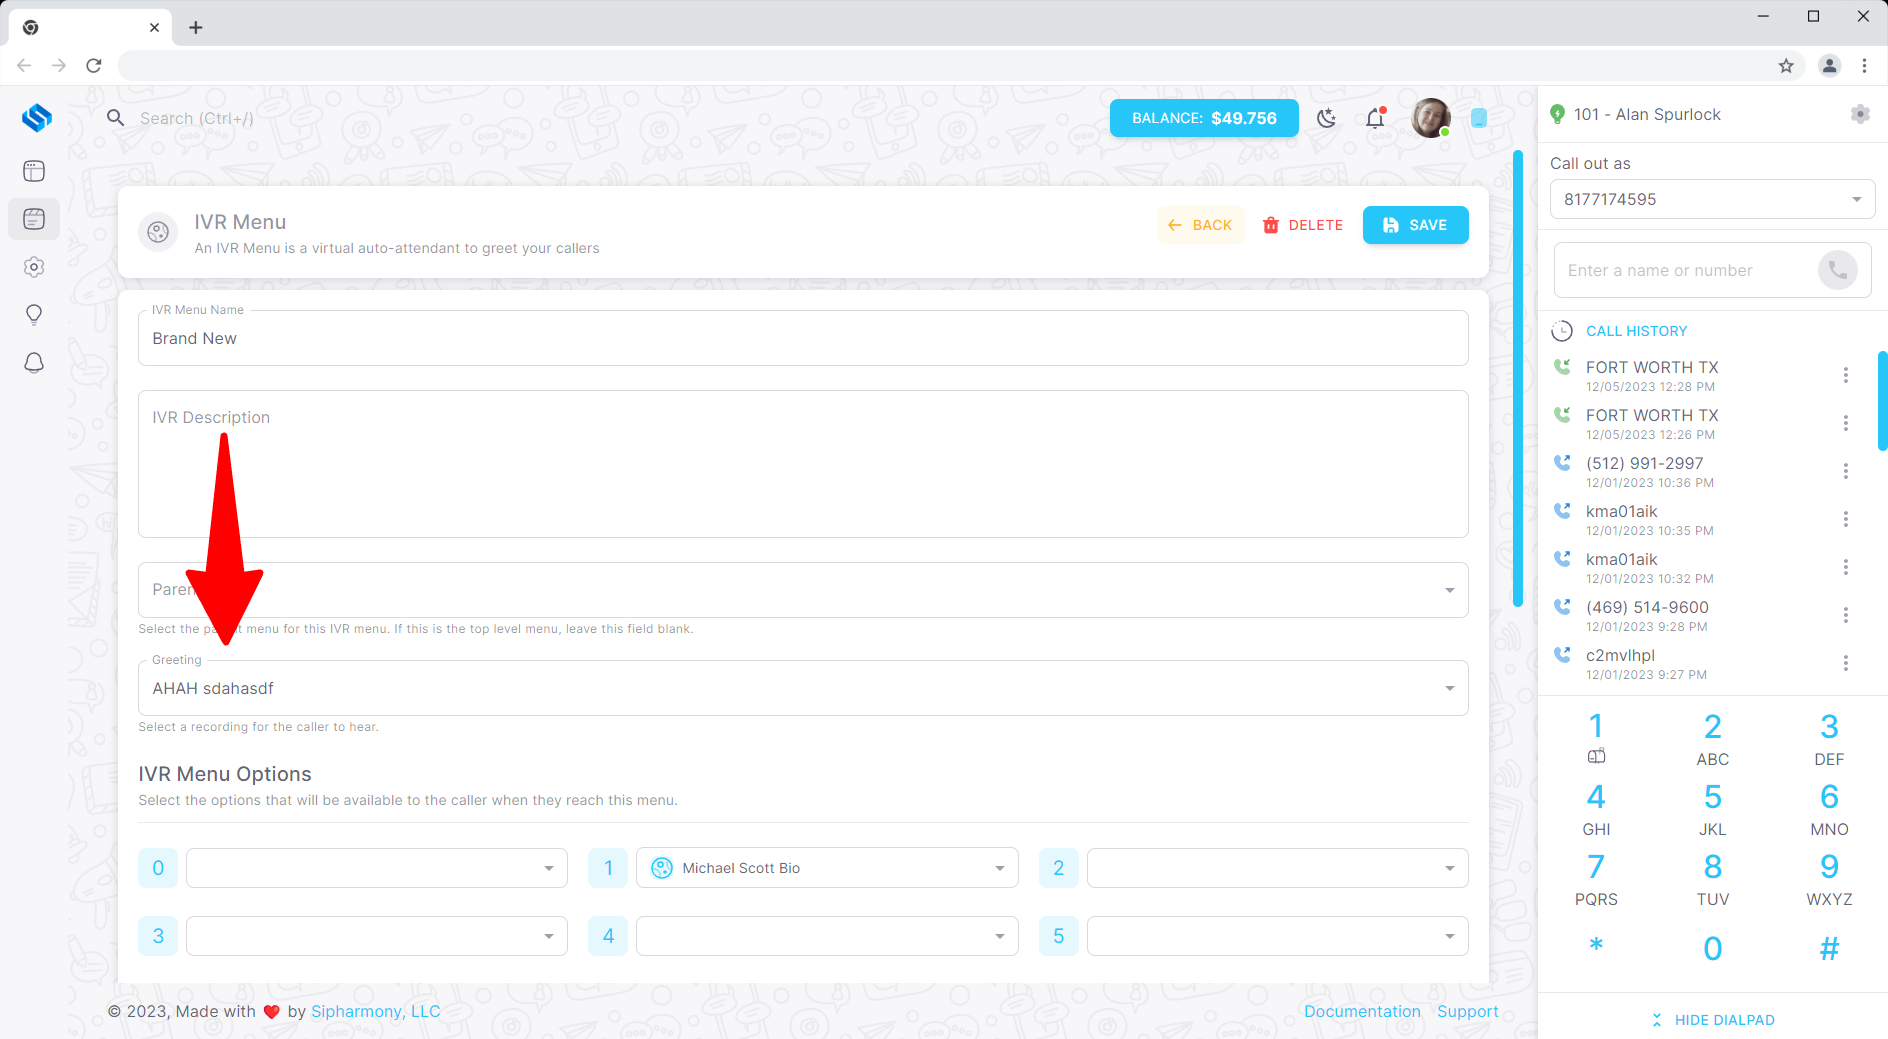 Search (Ctrl+/)
BALANCE: $49.756
101 - Alan Spurlock
Call out as
8177174595
Enter a name or number
CALL HISTORY
FORT WORTH TX
12/05/2023 12:28 PM
FORT WORTH TX
12/05/2023 12:26 PM
(512) 991-2997
12/01/2023 10:36 PM
kma01aik
12/01/2023 10:35 PM
kma01aik
12/01/2023 10:32 PM
(469) 514-9600
12/01/2023 9:28 PM
c2mvlhpl
12/01/2023 9:27 PM
1
2
ABC
3
DEF
4
GHI
5
JKL
6
MNO
7
PQRS
8
TUV
9
WXYZ
*
0
#
HIDE DIALPAD
IVR Menu
An IVR Menu is a virtual auto-attendant to greet your callers
BACK
DELETE
SAVE
IVR Menu Name
Brand New
IVR Description
Select the menu for this IVR menu. If this is the top level menu, leave this field blank.
Greeting
AHAH sdahasdf
Select a recording for the caller to hear.
IVR Menu Options
Select the options that will be available to the caller when they reach this menu.
0
1 Michael Scott Bio
2
3
4
5
© 2023, Made with ❤ by Sipharmony, LLC
Documentation Support